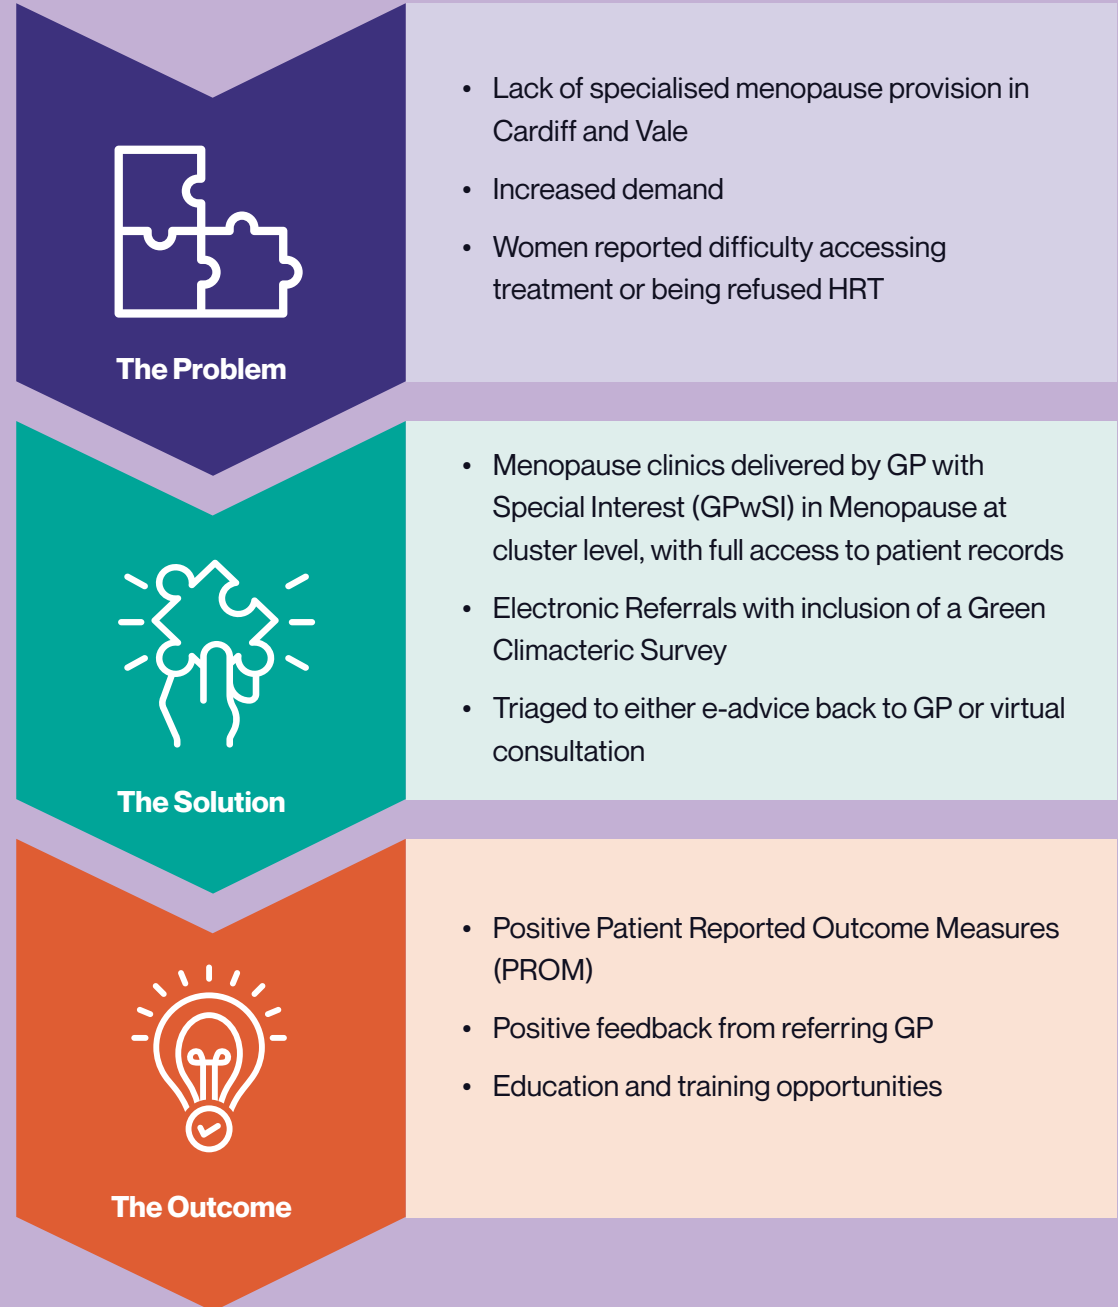 • Lack of specialised menopause provision in
Cardiff and Vale
• Increased demand
• Women reported difficulty accessing
treatment or being refused HRT
The Problem
• Menopause clinics delivered by GP with
Special Interest (GPwSI) in Menopause at
cluster level, with full access to patient records
• Electronic Referrals with inclusion of a Green
Climacteric Survey
• Triaged to either e-advice back to GP or virtual
consultation
The Solution
• Positive Patient Reported Outcome Measures
(PROM)
• Positive feedback from referring GP
• Education and training opportunities
The Outcome